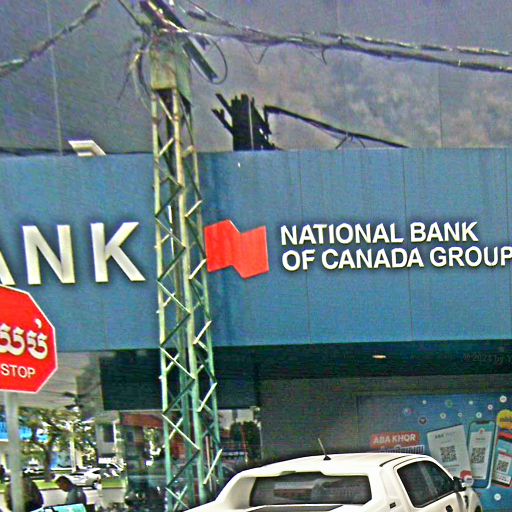 ANK
NATIONAL BANK
OF CANADA GROUP
ឈប់
STOP
ABA KHQR